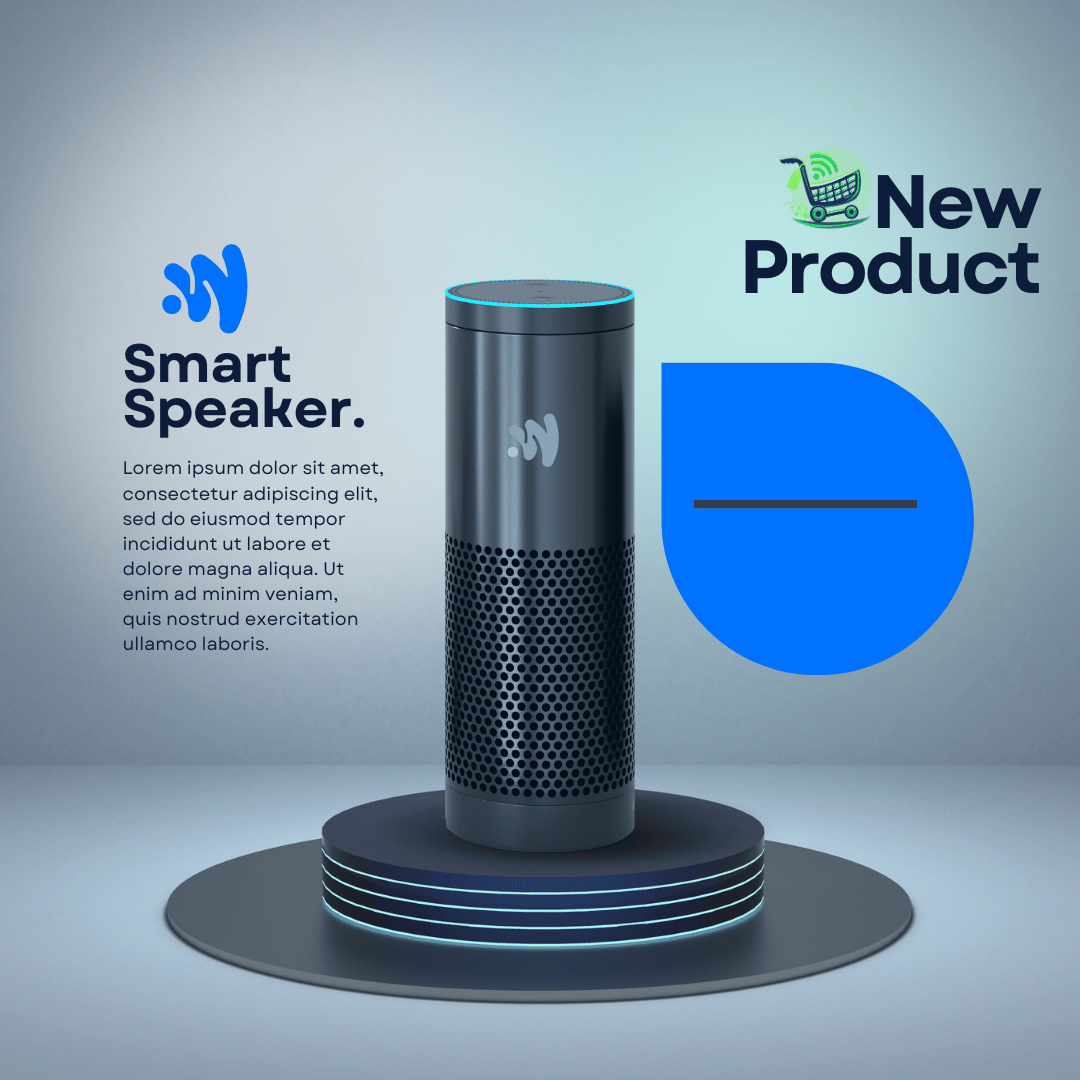 New
Product
Smart
Speaker.
Lorem ipsum dolor sit amet,
consectetur adipiscing elit,
sed do eiusmod tempor
incididunt ut labore et
dolore magna aliqua. Ut
enim ad minim veniam,
quis nostrud exercitation
ullamco laboris.